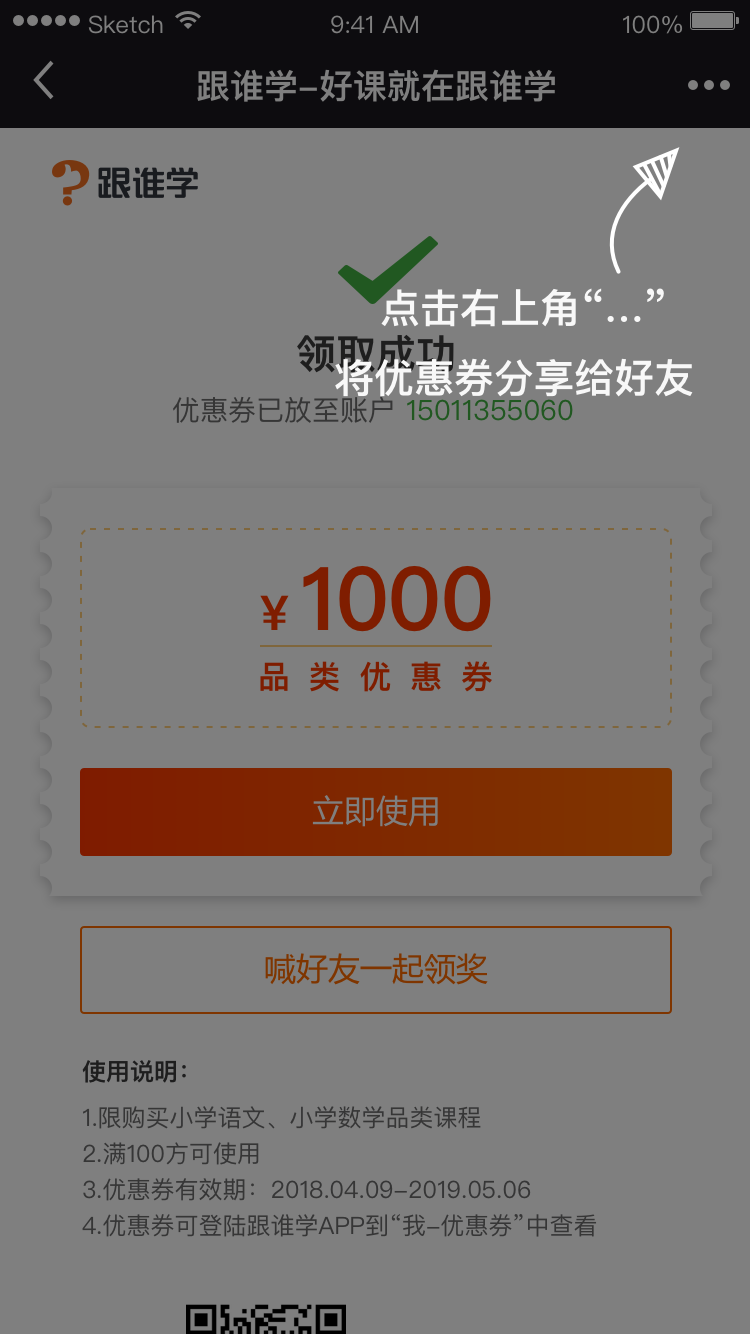 Sketch 9:41 AM 100%
跟谁学-好课就在跟谁学
跟谁学
点击右上角“...”
领取成功
将优惠券分享给好友
优惠券已放至账户 15011355060
¥1000
品类优惠券
立即使用
喊好友一起领奖
使用说明：
1.限购买小学语文、小学数学品类课程
2.满100方可使用
3.优惠券有效期：2018.04.09-2019.05.06
4.优惠券可登陆跟谁学APP到“我-优惠券”中查看